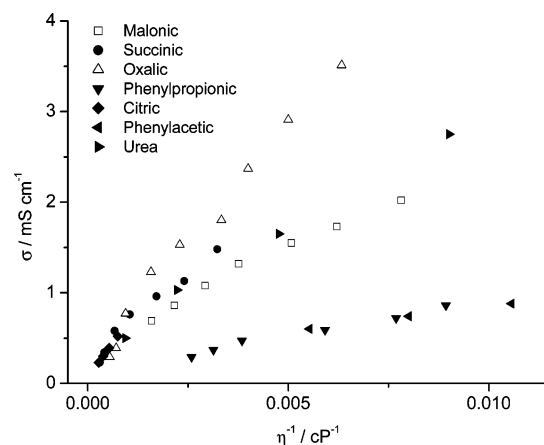 4
3
2
1
0
σ / mS cm⁻¹
Malonic
Succinic
Oxalic
Phenylpropionic
Citric
Phenylacetic
Urea
0.000 0.005 0.010
η⁻¹ / cP⁻¹